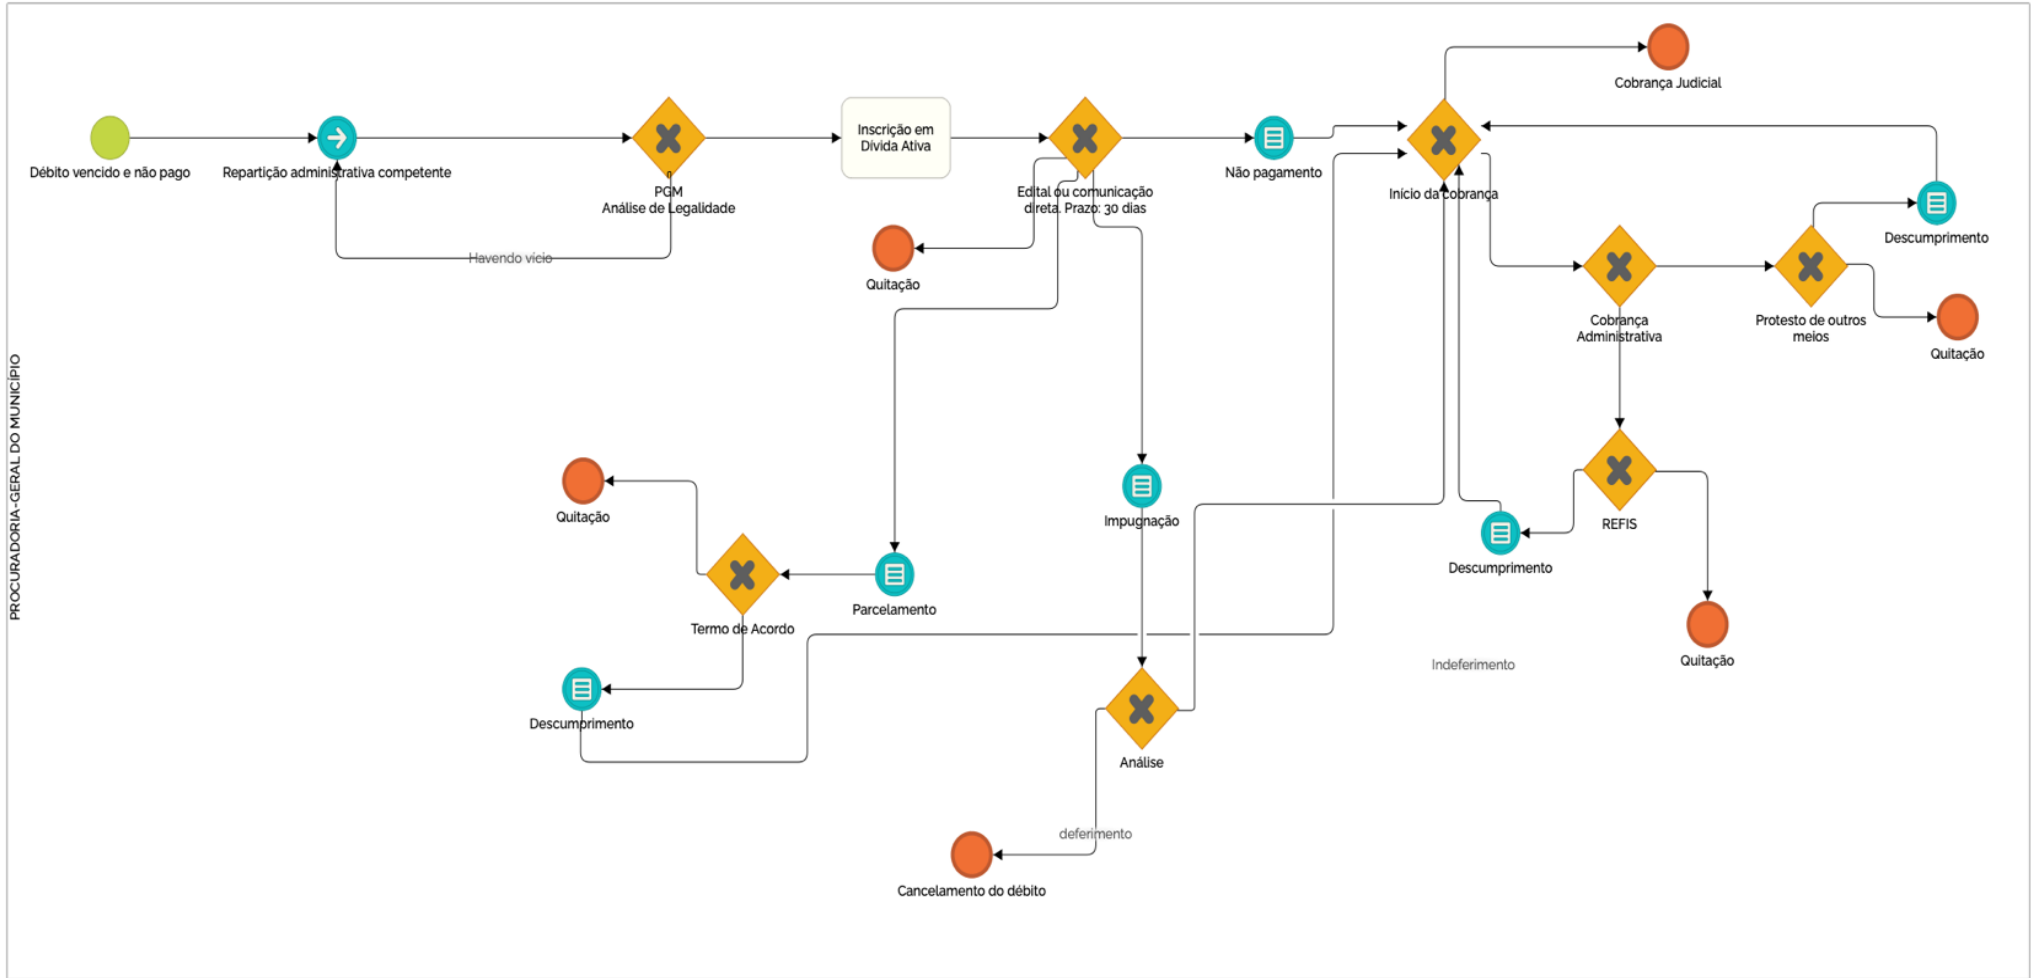 PROCURADORIA-GERAL DO MUNICÍPIO
Cobrança Judicial
Débito vencido e não pago
Repartição administrativa competente
PGM
Análise de Legalidade
Havendo vício
Inscrição em
Dívida Ativa
Edital ou comunicação
direta. Prazo: 30 dias
Quitação
Não pagamento
Início da cobrança
Descumprimento
Cobrança
Administrativa
Protesto de outros
meios
Quitação
Quitação
Impugnação
REFIS
Descumprimento
Parcelamento
Termo de Acordo
Quitação
Indeferimento
Descumprimento
Análise
deferimento
Cancelamento do débito